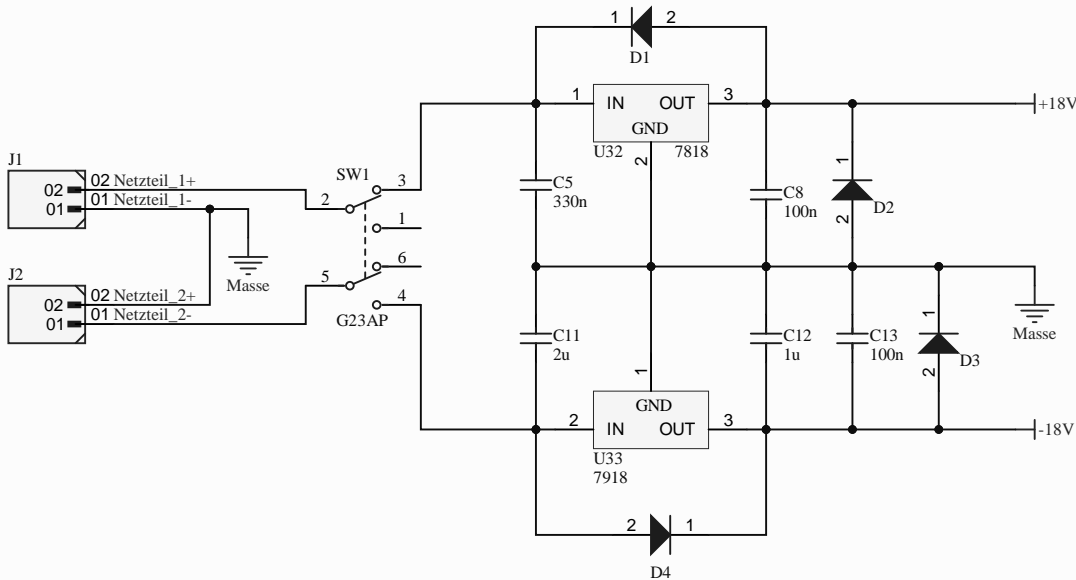 1 2
D1
1 IN OUT 3
GND
U32 7818
2
+18V
J1
02 02 Netzteil_1+
01 01 Netzteil_1-
SW1
3
2
1
6
5
4
G23AP
Masse
J2
02 02 Netzteil_2+
01 01 Netzteil_2-
C5
330n
C8
100n
1
D2
2
Masse
C11
2u
C12
1u
C13
100n
1
D3
2
1
GND
2 IN OUT 3
U33
7918
-18V
2 1
D4